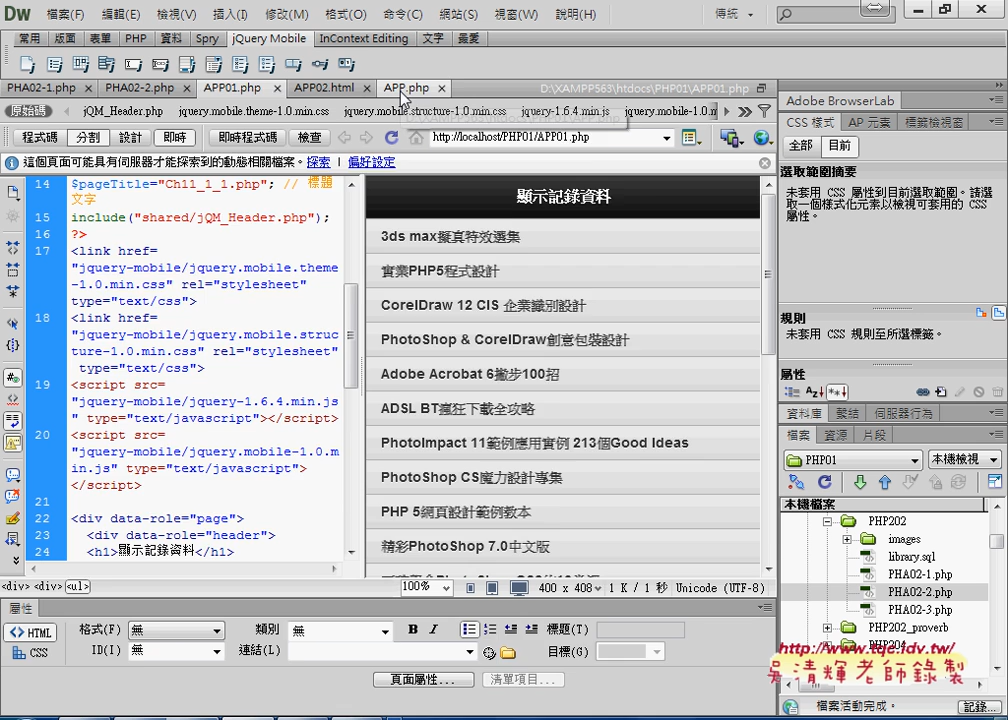 Dw 檔案(F) 編輯(E) 檢視(V) 插入(I) 修改(M) 格式(O) 命令(C) 網站(S) 視窗(W) 說明(H) 傳統
常用 版面 表單 PHP 資料 Spry jQuery Mobile InContext Editing 文字 最愛
PHA02-1.php PHA02-2.php APP01.php APP02.html APP.php D:\XAMPP563\htdocs\PHP01\APP01.php
原始碼 jQM_Header.php jquery.mobile.theme-1.0.min.css jquery.mobile.structure-1.0.min.css jquery-1.6.4.min.js jquery.mobile-1.0.m
程式碼 分割 設計 即時 即時程式碼 檢查 http://localhost/PHP01/APP01.php
這個頁面可能具有伺服器才能探索到的動態相關檔案。 探索 | 偏好設定
14 $pageTitle="Ch11_1_1.php"; // 標題
文字
15 include("shared/jQM_Header.php");
16 ?>
17 <link href=
"jquery-mobile/jquery.mobile.theme
-1.0.min.css" rel="stylesheet"
type="text/css">
18 <link href=
"jquery-mobile/jquery.mobile.struc
ture-1.0.min.css" rel="stylesheet"
type="text/css">
19 <script src=
"jquery-mobile/jquery-1.6.4.min.js
" type="text/javascript"></script>
20 <script src=
"jquery-mobile/jquery.mobile-1.0.m
in.js" type="text/javascript">
</script>
21
22 <div data-role="page">
23 <div data-role="header">
24 <h1>顯示記錄資料</h1>
顯示記錄資料
3ds max擬真特效選集
實業PHP5程式設計
CorelDraw 12 CIS 企業識別設計
PhotoShop & CorelDraw創意包裝設計
Adobe Acrobat 6撇步100招
ADSL BT瘋狂下載全攻略
PhotoImpact 11範例應用實例 213個Good Ideas
PhotoShop CS魔力設計專集
PHP 5網頁設計範例教本
精彩PhotoShop 7.0中文版
<div> <div> <ul> 100% 400 x 408 1 K / 1 秒 Unicode (UTF-8)
屬性
<> HTML 格式(F) 無 類別 無 B I 標題(T)
CSS ID(I) 無 連結(L) 目標(G)
頁面屬性... 清單項目...
Adobe BrowserLab
CSS 樣式 AP 元素 標籤檢視窗
全部 目前
選取範圍摘要
未套用 CSS 屬性到目前選取範圍。請選
取一個樣式化元素以檢視可套用的 CSS
屬性。
規則
未套用 CSS 規則至所選標籤。
屬性
資料庫 繫結 伺服器行為
檔案 資源 片段
PHP01 本機檢視
本機檔案
PHP202
images
library.sql
PHA02-1.php
PHA02-2.php
PHA02-3.php
PHP202_proverb
http://www.tqc.idv.tw/
吳清輝老師錄製
檔案活動完成。 記錄...